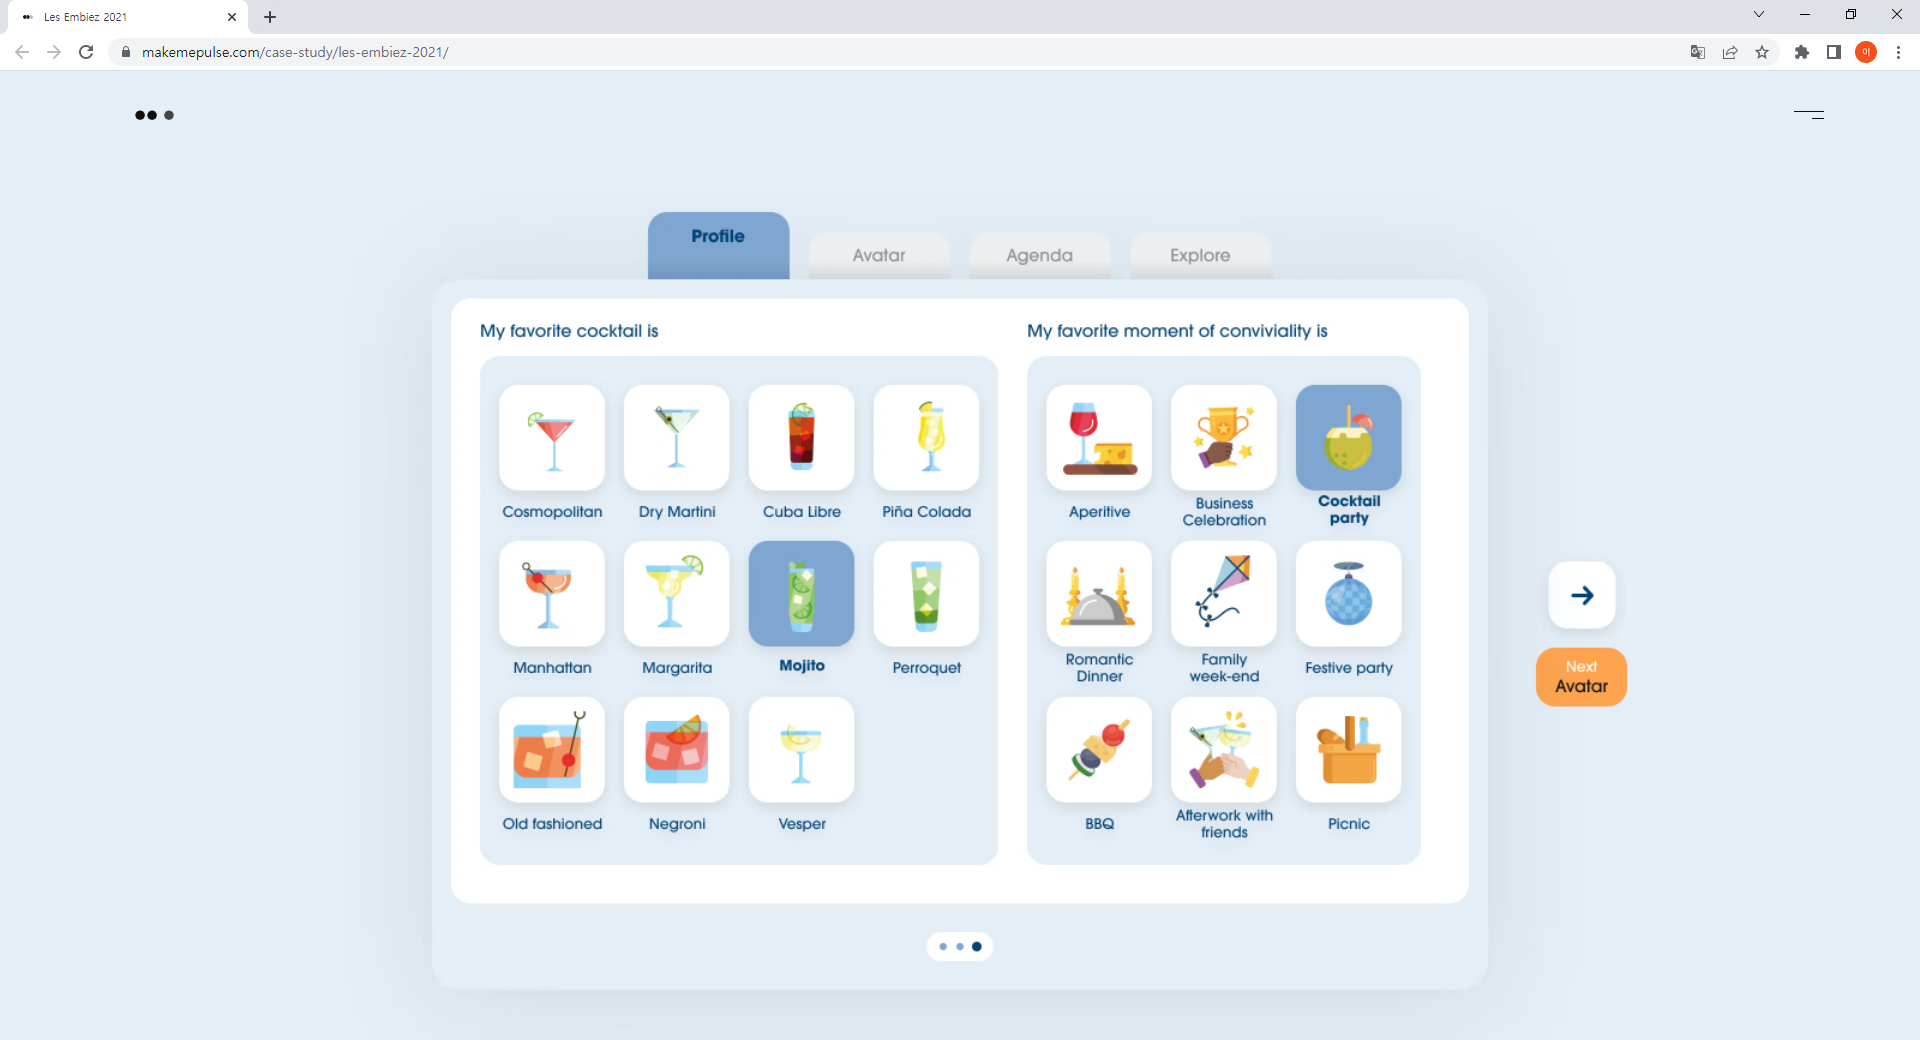 Les Embiez 2021
makemepulse.com/case-study/les-embiez-2021/
이
Profile
Avatar
Agenda
Explore
My favorite cocktail is
Cosmopolitan
Dry Martini
Cuba Libre
Piña Colada
Manhattan
Margarita
Mojito
Perroquet
Old fashioned
Negroni
Vesper
My favorite moment of conviviality is
Aperitive
Business
Celebration
Cocktail
party
Romantic
Dinner
Family
week-end
Festive party
BBQ
Afterwork with
friends
Picnic
Next
Avatar